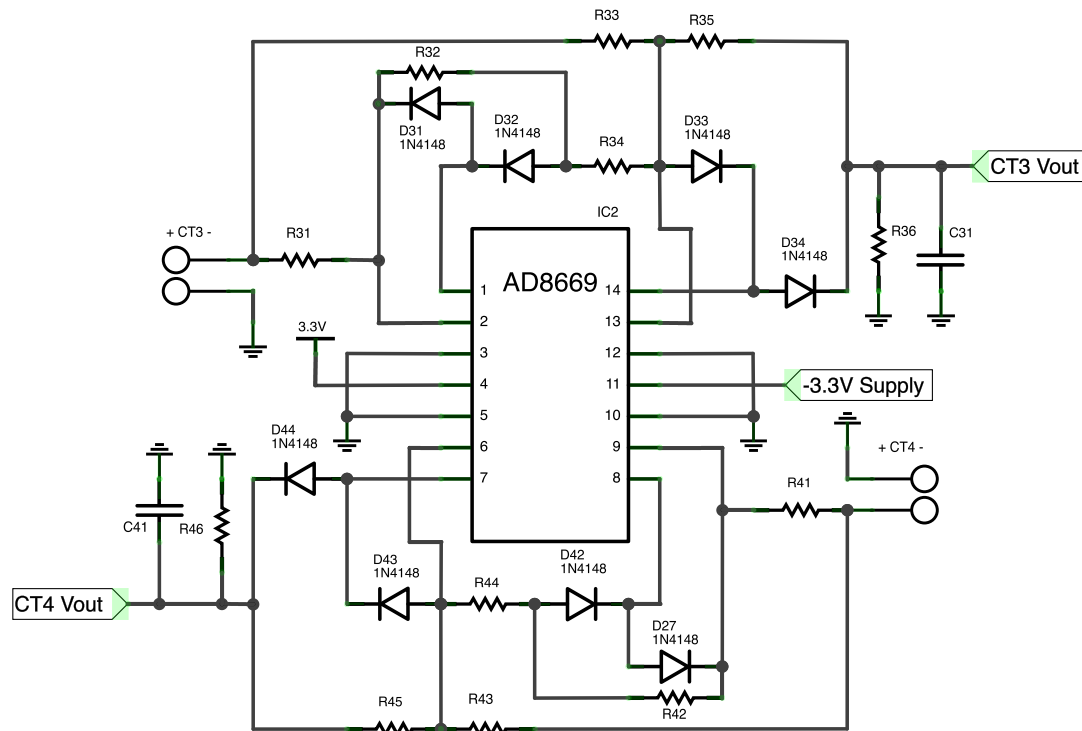 R33
R35
R32
D31
1N4148
D32
1N4148
R34
D33
1N4148
CT3 Vout
IC2
+ CT3 -
R31
R36
C31
D34
1N4148
AD8669
1
14
2
13
3.3V
3
12
4
11
-3.3V Supply
5
10
6
9
7
8
D44
1N4148
+ CT4 -
R41
C41
R46
D43
1N4148
D42
1N4148
R44
CT4 Vout
D27
1N4148
R45
R43
R42